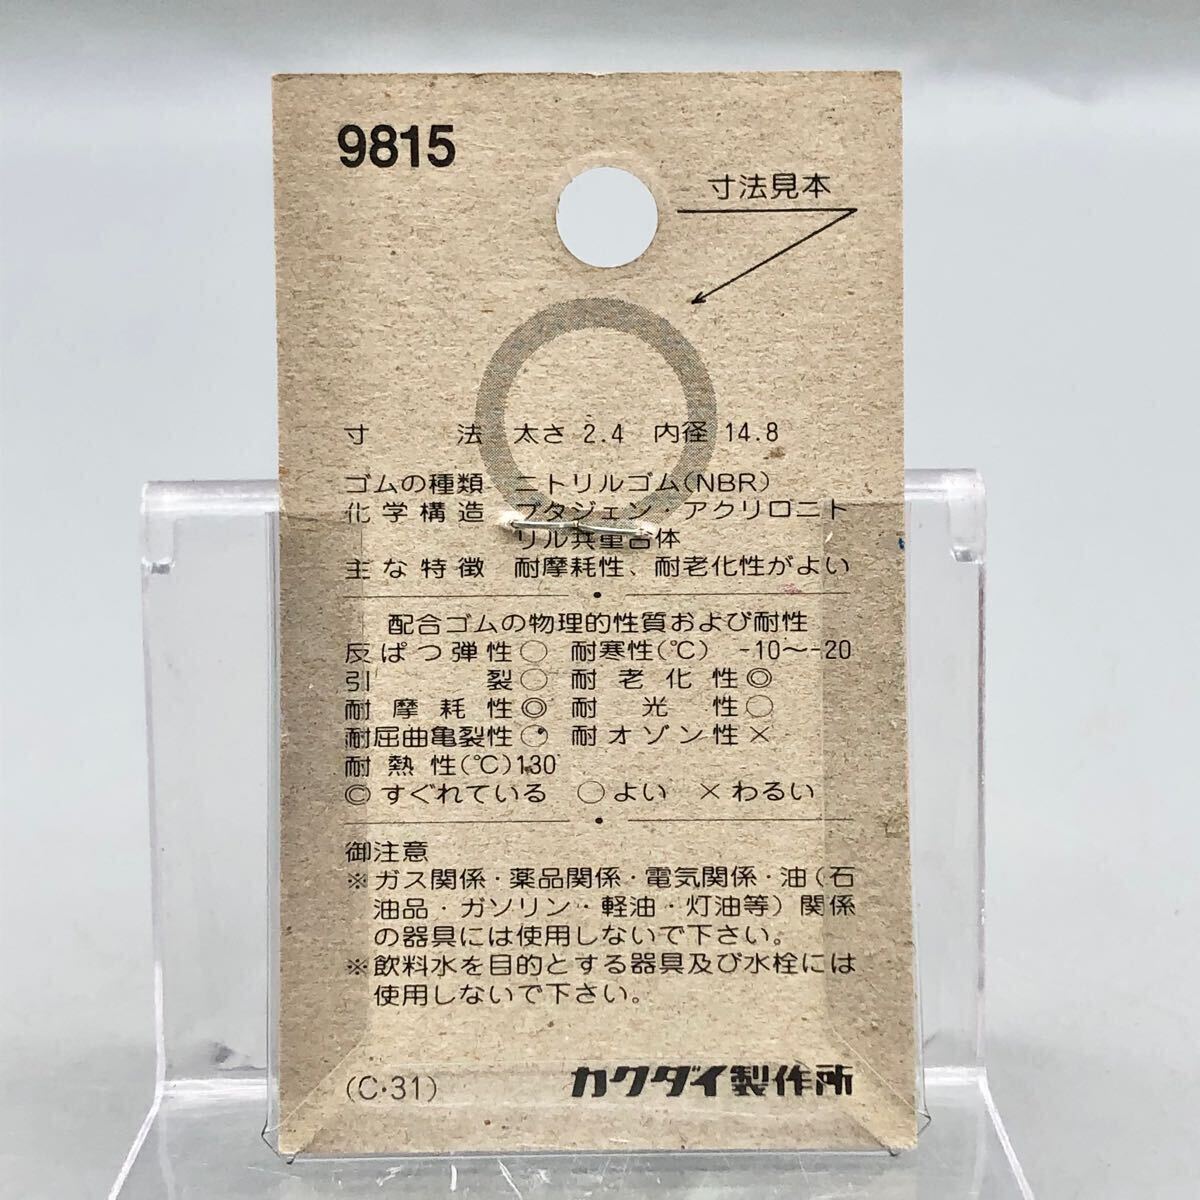 9815
寸法見本
寸法 太さ 2.4 内径 14.8
ゴムの種類 ニトリルゴム(NBR)
化学構造 ブタジェン・アクリロニト
リル共重合体
主な特徴 耐摩耗性、耐老化性がよい
配合ゴムの物理的性質および耐性
反ぱつ弾性○ 耐寒性(℃) -10〜-20
引裂○ 耐老化性◎
耐摩耗性◎ 耐光性○
耐屈曲亀裂性○ 耐オゾン性×
耐熱性(℃)130
◎すぐれている ○よい ×わるい
御注意
※ガス関係・薬品関係・電気関係・油(石
油品・ガソリン・軽油・灯油等)関係
の器具には使用しないで下さい。
※飲料水を目的とする器具及び水栓には
使用しないで下さい。
(C・31) カクダイ製作所